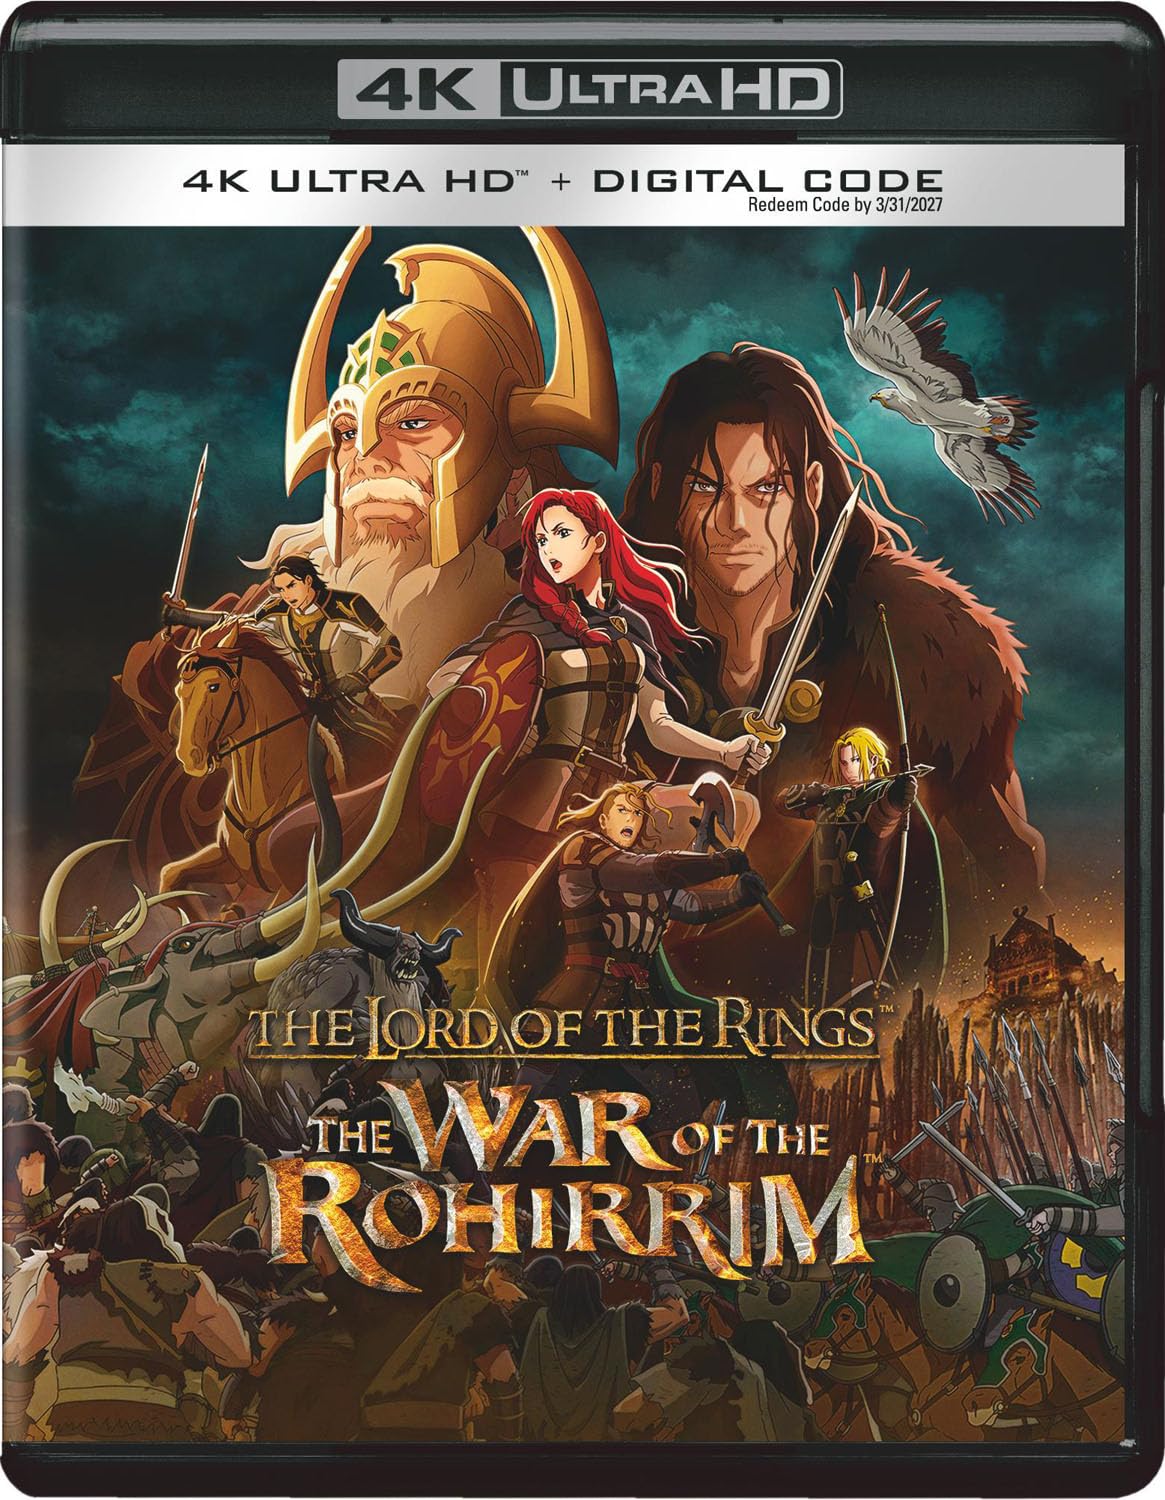 4K ULTRA HD
4K ULTRA HD™ + DIGITAL CODE
Redeem Code by 3/31/2027
THE LORD OF THE RINGS™
THE WAR OF THE
ROHIRRIM™